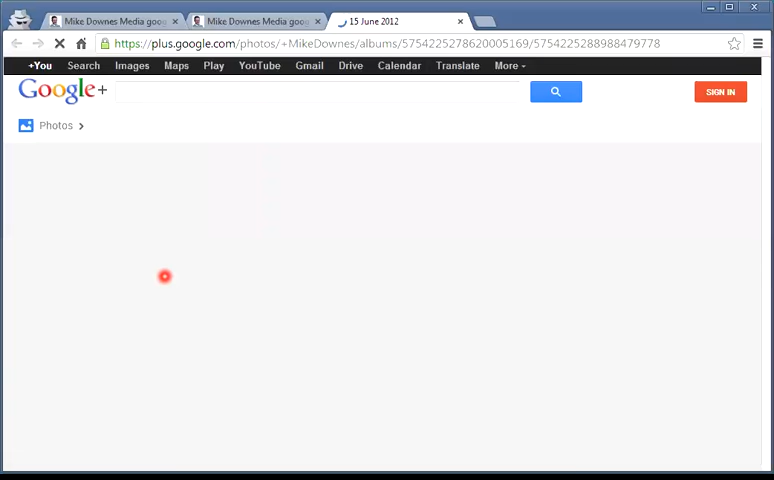 Mike Downes Media goog
Mike Downes Media goog
15 June 2012
https://plus.google.com/photos/+MikeDownes/albums/5754225278620005169/5754225288988479778
+You Search Images Maps Play YouTube Gmail Drive Calendar Translate More
Google+
SIGN IN
Photos